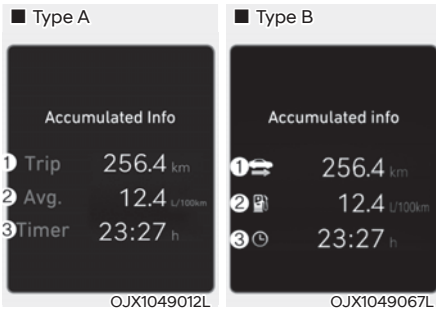 ■ Type A
Accumulated Info
1 Trip 256.4 km
2 Avg. 12.4 L/100km
3 Timer 23:27 h
OJX1049012L
■ Type B
Accumulated info
1 256.4 km
2 12.4 L/100km
3 23:27 h
OJX1049067L